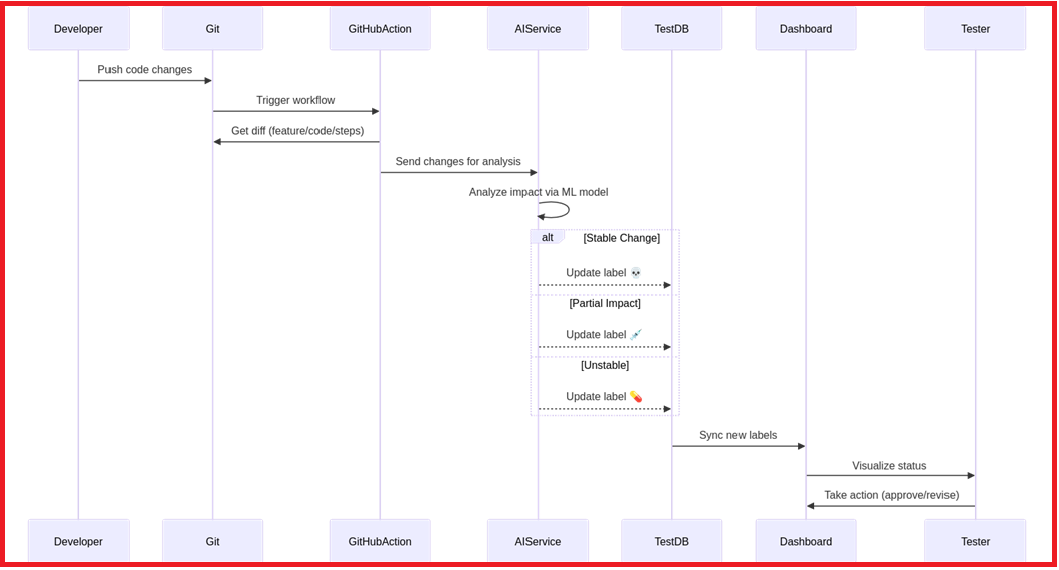 Developer Git GitHubAction AIService TestDB Dashboard Tester
Push code changes
Trigger workflow
Get diff (feature/code/steps)
Send changes for analysis
Analyze impact via ML model
alt [Stable Change]
Update label 💀
[Partial Impact]
Update label 💉
[Unstable]
Update label 💊
Sync new labels
Visualize status
Take action (approve/revise)
Developer Git GitHubAction AIService TestDB Dashboard Tester